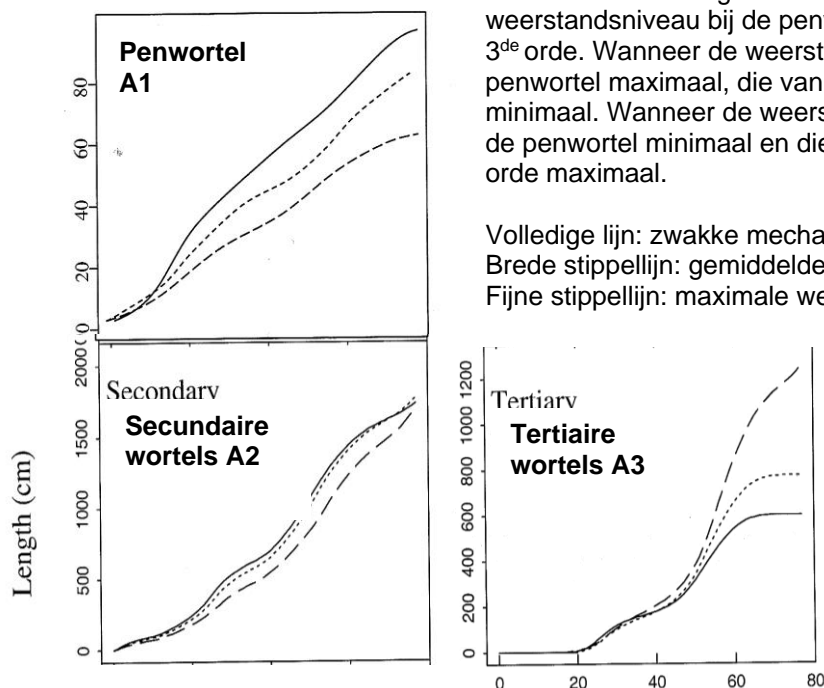 weerstandsniveau bij de pen
3de orde. Wanneer de weerst
penwortel maximaal, die van
minimaal. Wanneer de weers
de penwortel minimaal en die
orde maximaal.
Volledige lijn: zwakke mecha
Brede stippellijn: gemiddelde
Fijne stippellijn: maximale we
Penwortel
A1
80
60
40
20
0
Length (cm)
2000
1500
1000
500
0
Secondary
Secundaire
wortels A2
1200
1000
800
600
400
200
0
Tertiary
Tertiaire
wortels A3
0 20 40 60 80